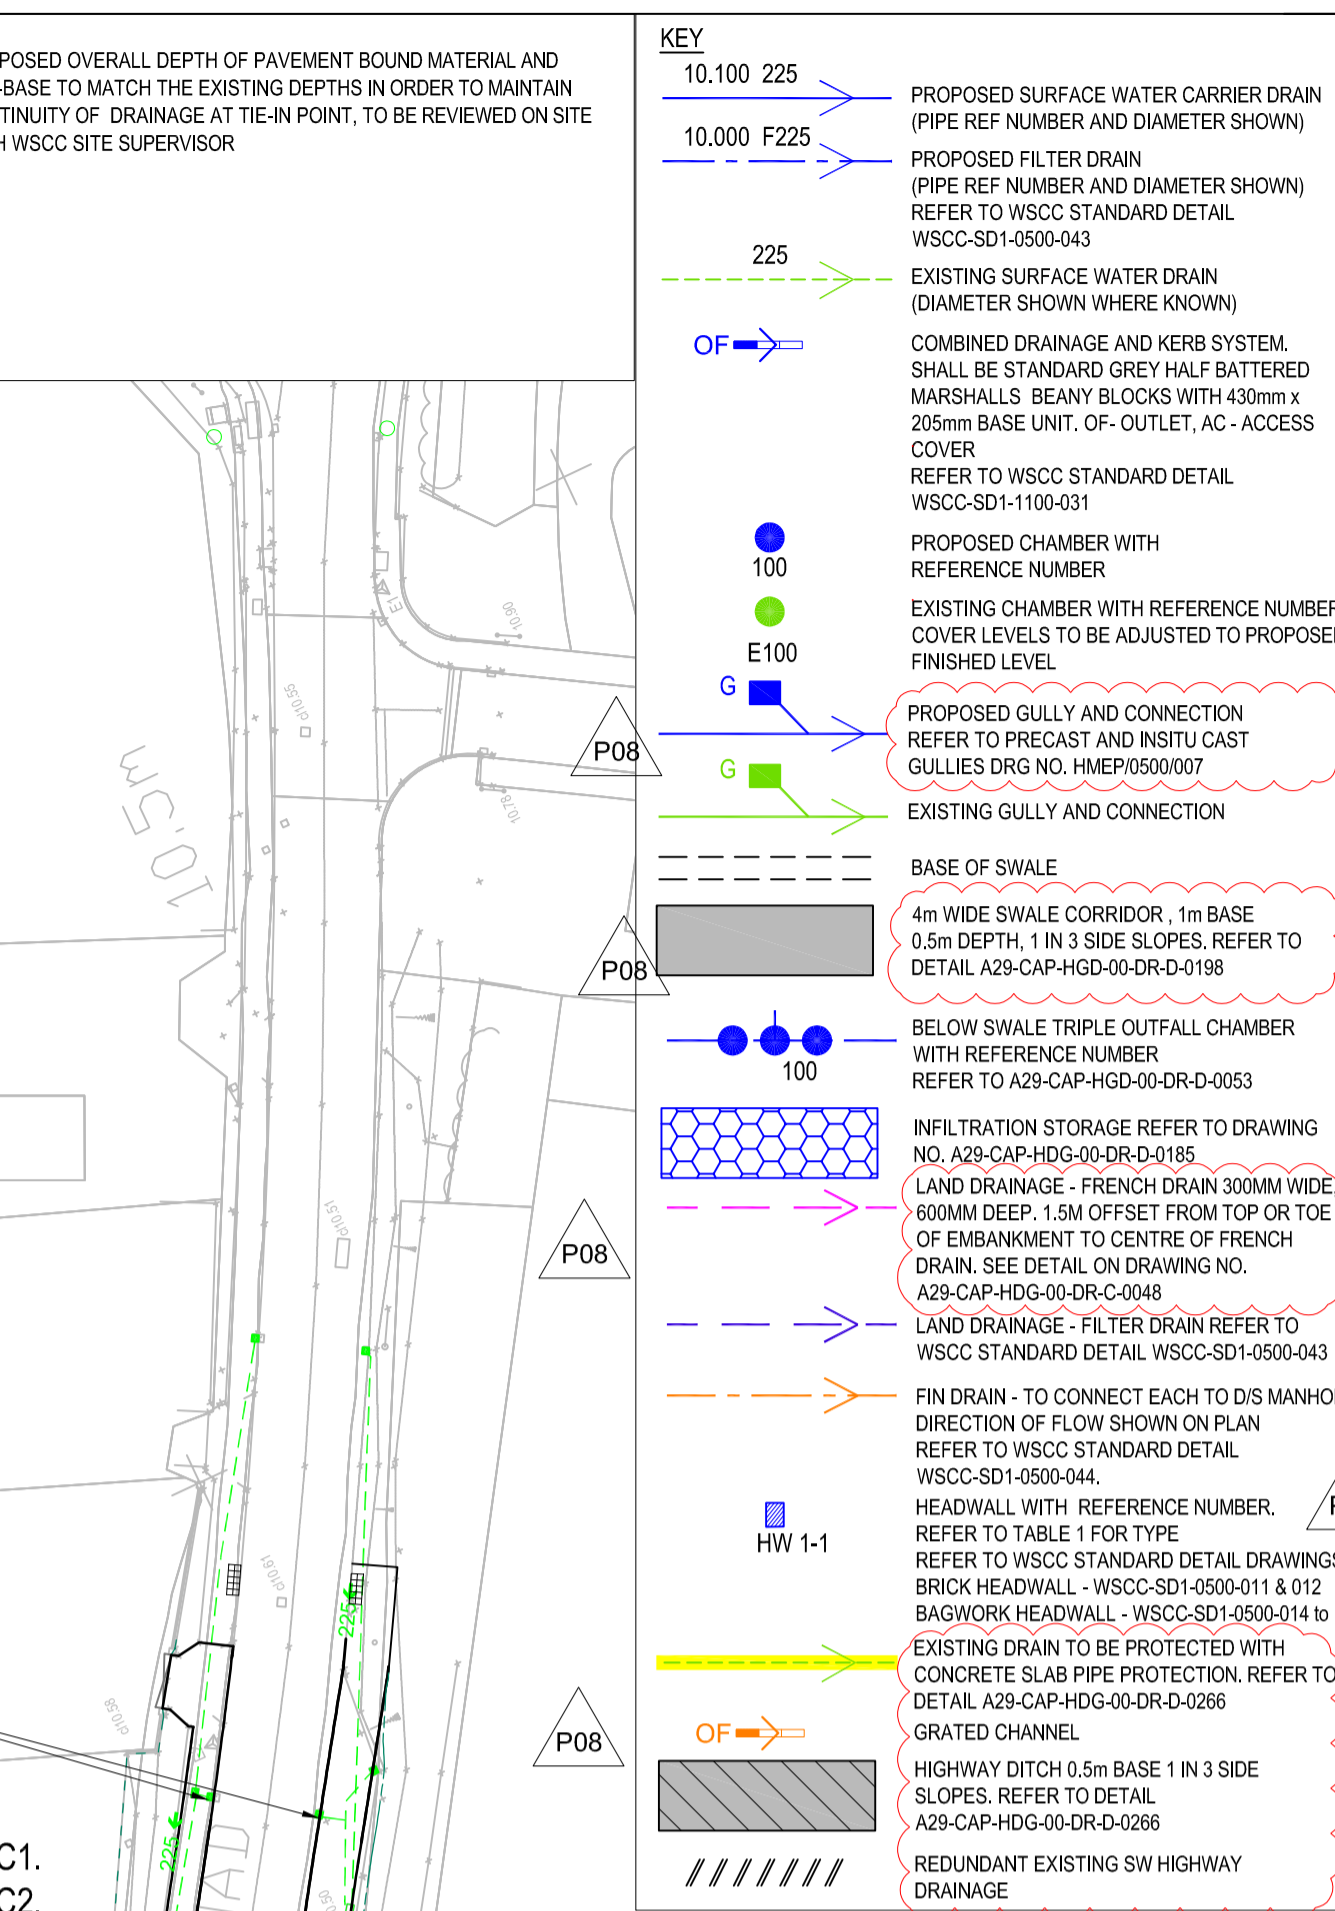 POSED OVERALL DEPTH OF PAVEMENT BOUND MATERIAL AND
-BASE TO MATCH THE EXISTING DEPTHS IN ORDER TO MAINTAIN
TINUITY OF DRAINAGE AT TIE-IN POINT, TO BE REVIEWED ON SITE
H WSCC SITE SUPERVISOR
KEY
10.100 225
PROPOSED SURFACE WATER CARRIER DRAIN
(PIPE REF NUMBER AND DIAMETER SHOWN)
10.000 F225
PROPOSED FILTER DRAIN
(PIPE REF NUMBER AND DIAMETER SHOWN)
REFER TO WSCC STANDARD DETAIL
WSCC-SD1-0500-043
225
EXISTING SURFACE WATER DRAIN
(DIAMETER SHOWN WHERE KNOWN)
OF
COMBINED DRAINAGE AND KERB SYSTEM.
SHALL BE STANDARD GREY HALF BATTERED
MARSHALLS BEANY BLOCKS WITH 430mm x
205mm BASE UNIT. OF- OUTLET, AC - ACCESS
COVER
REFER TO WSCC STANDARD DETAIL
WSCC-SD1-1100-031
100
PROPOSED CHAMBER WITH
REFERENCE NUMBER
E100
EXISTING CHAMBER WITH REFERENCE NUMBER
COVER LEVELS TO BE ADJUSTED TO PROPOSE
FINISHED LEVEL
G
P08
PROPOSED GULLY AND CONNECTION
REFER TO PRECAST AND INSITU CAST
GULLIES DRG NO. HMEP/0500/007
G
EXISTING GULLY AND CONNECTION
BASE OF SWALE
P08
4m WIDE SWALE CORRIDOR , 1m BASE
0.5m DEPTH, 1 IN 3 SIDE SLOPES. REFER TO
DETAIL A29-CAP-HGD-00-DR-D-0198
100
BELOW SWALE TRIPLE OUTFALL CHAMBER
WITH REFERENCE NUMBER
REFER TO A29-CAP-HGD-00-DR-D-0053
INFILTRATION STORAGE REFER TO DRAWING
NO. A29-CAP-HDG-00-DR-D-0185
P08
LAND DRAINAGE - FRENCH DRAIN 300MM WIDE,
600MM DEEP. 1.5M OFFSET FROM TOP OR TOE
OF EMBANKMENT TO CENTRE OF FRENCH
DRAIN. SEE DETAIL ON DRAWING NO.
A29-CAP-HDG-00-DR-C-0048
LAND DRAINAGE - FILTER DRAIN REFER TO
WSCC STANDARD DETAIL WSCC-SD1-0500-043
FIN DRAIN - TO CONNECT EACH TO D/S MANHO
DIRECTION OF FLOW SHOWN ON PLAN
REFER TO WSCC STANDARD DETAIL
WSCC-SD1-0500-044.
HW 1-1
HEADWALL WITH REFERENCE NUMBER.
REFER TO TABLE 1 FOR TYPE
REFER TO WSCC STANDARD DETAIL DRAWINGS
BRICK HEADWALL - WSCC-SD1-0500-011 & 012
BAGWORK HEADWALL - WSCC-SD1-0500-014 to
P08
EXISTING DRAIN TO BE PROTECTED WITH
CONCRETE SLAB PIPE PROTECTION. REFER TO
DETAIL A29-CAP-HDG-00-DR-D-0266
OF
GRATED CHANNEL
HIGHWAY DITCH 0.5m BASE 1 IN 3 SIDE
SLOPES. REFER TO DETAIL
A29-CAP-HDG-00-DR-D-0266
REDUNDANT EXISTING SW HIGHWAY
DRAINAGE
E1
10.90
cl10.55
10.5m
10.78
cl10.51
cl10.61
225
cl10.58
225
C1.
C2.